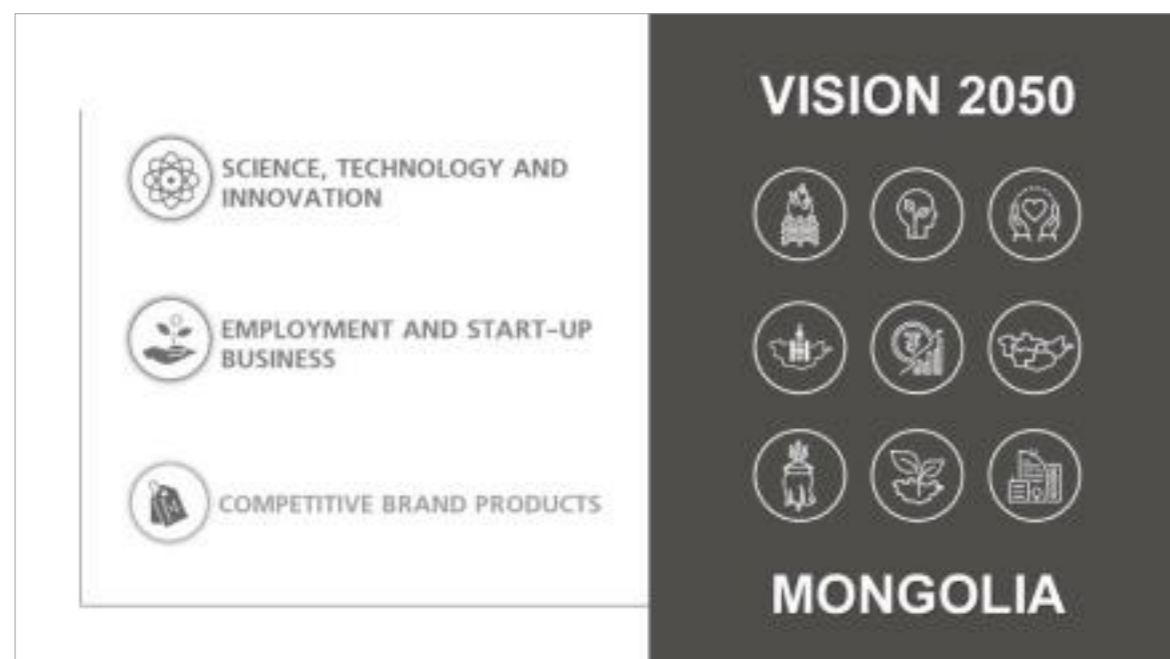 SCIENCE, TECHNOLOGY AND
INNOVATION
EMPLOYMENT AND START-UP
BUSINESS
COMPETITIVE BRAND PRODUCTS
VISION 2050
MONGOLIA